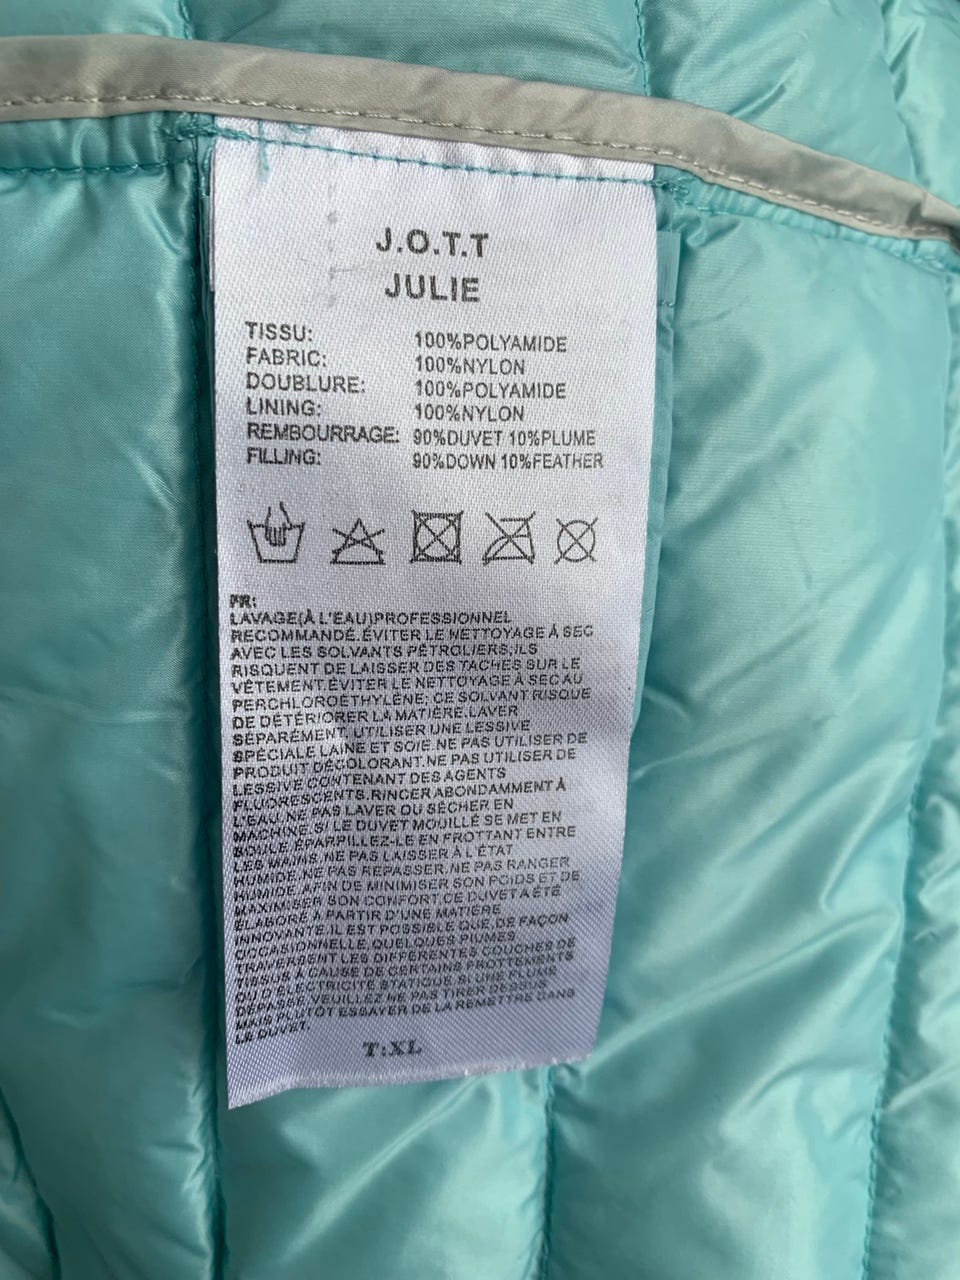 J.O.T.T
JULIE
TISSU: 100%POLYAMIDE
FABRIC: 100%NYLON
DOUBLURE: 100%POLYAMIDE
LINING: 100%NYLON
REMBOURRAGE: 90%DUVET 10%PLUME
FILLING: 90%DOWN 10%FEATHER
FR:
LAVAGE(À L'EAU)PROFESSIONNEL
RECOMMANDÉ.ÉVITER LE NETTOYAGE À SEC
AVEC LES SOLVANTS PÉTROLIERS;ILS
RISQUENT DE LAISSER DES TACHES SUR LE
VÊTEMENT.ÉVITER LE NETTOYAGE À SEC AU
PERCHLOROÉTHYLÈNE; CE SOLVANT RISQUE
DE DÉTÉRIORER LA MATIÈRE.LAVER
SÉPARÉMENT. UTILISER UNE LESSIVE
SPÉCIALE LAINE ET SOIE.NE PAS UTILISER DE
PRODUIT DÉCOLORANT.NE PAS UTILISER DE
LESSIVE CONTENANT DES AGENTS
FLUORESCENTS.RINCER ABONDAMMENT À
L'EAU.NE PAS LAVER OU SÉCHER EN
MACHINE.SI LE DUVET MOUILLÉ SE MET EN
BOULE,ÉPARPILLEZ-LE EN FROTTANT ENTRE
LES MAINS.NE PAS LAISSER À L'ÉTAT
HUMIDE.NE PAS REPASSER.NE PAS RANGER
HUMIDE.AFIN DE MINIMISER SON POIDS ET DE
MAXIMISER SON CONFORT,CE DUVET A ÉTÉ
ÉLABORÉ À PARTIR D'UNE MATIÈRE
INNOVANTE.IL EST POSSIBLE QUE,DE FAÇON
OCCASIONNELLE,QUELQUES PLUMES
TRAVERSENT LES DIFFÉRENTES COUCHES DE
TISSUS À CAUSE DE CERTAINS FROTTEMENTS
OU DE L'ÉLECTRICITÉ STATIQUE.SI UNE PLUME
DÉPASSE,VEUILLEZ NE PAS TIRER DESSUS
MAIS PLUTÔT ESSAYER DE LA REMETTRE DANS
LE DUVET.
T:XL